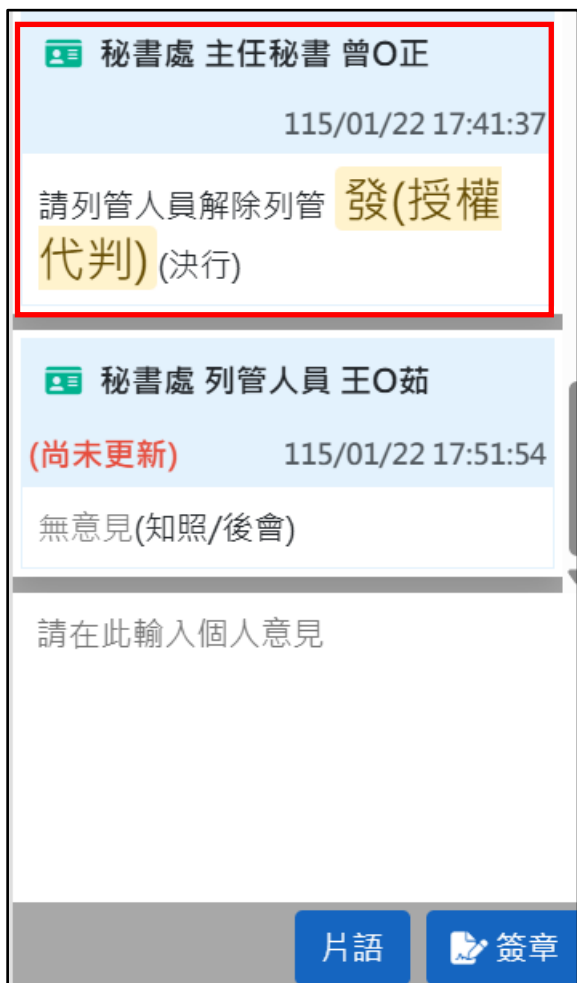 秘書處 主任秘書 曾O正
115/01/22 17:41:37
請列管人員解除列管 發(授權
代判) (決行)
秘書處 列管人員 王O茹
(尚未更新) 115/01/22 17:51:54
無意見(知照/後會)
請在此輸入個人意見
片語 簽章